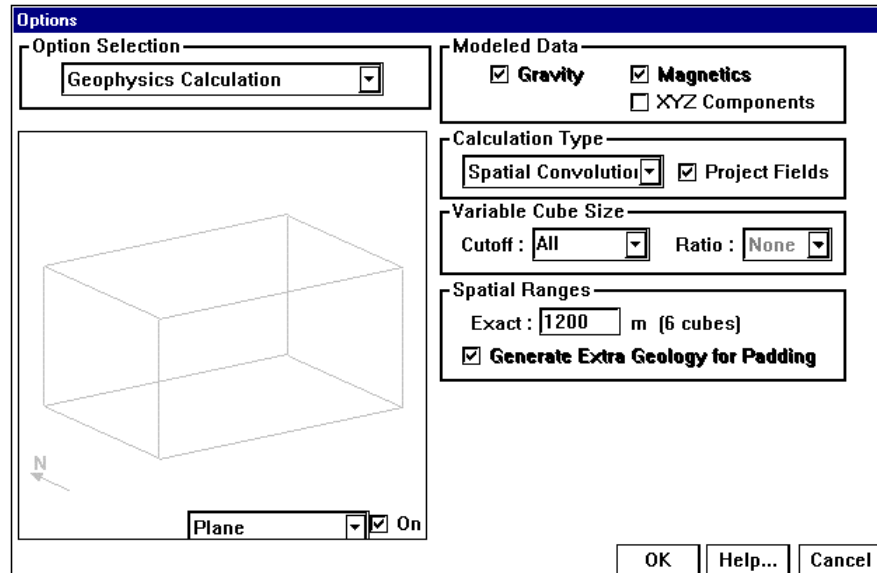 Options
Option Selection
Geophysics Calculation
Modeled Data
Gravity
Magnetics
XYZ Components
Calculation Type
Spatial Convolution
Project Fields
Variable Cube Size
Cutoff : All
Ratio : None
Spatial Ranges
Exact : 1200 m (6 cubes)
Generate Extra Geology for Padding
N
Plane
On
OK
Help...
Cancel